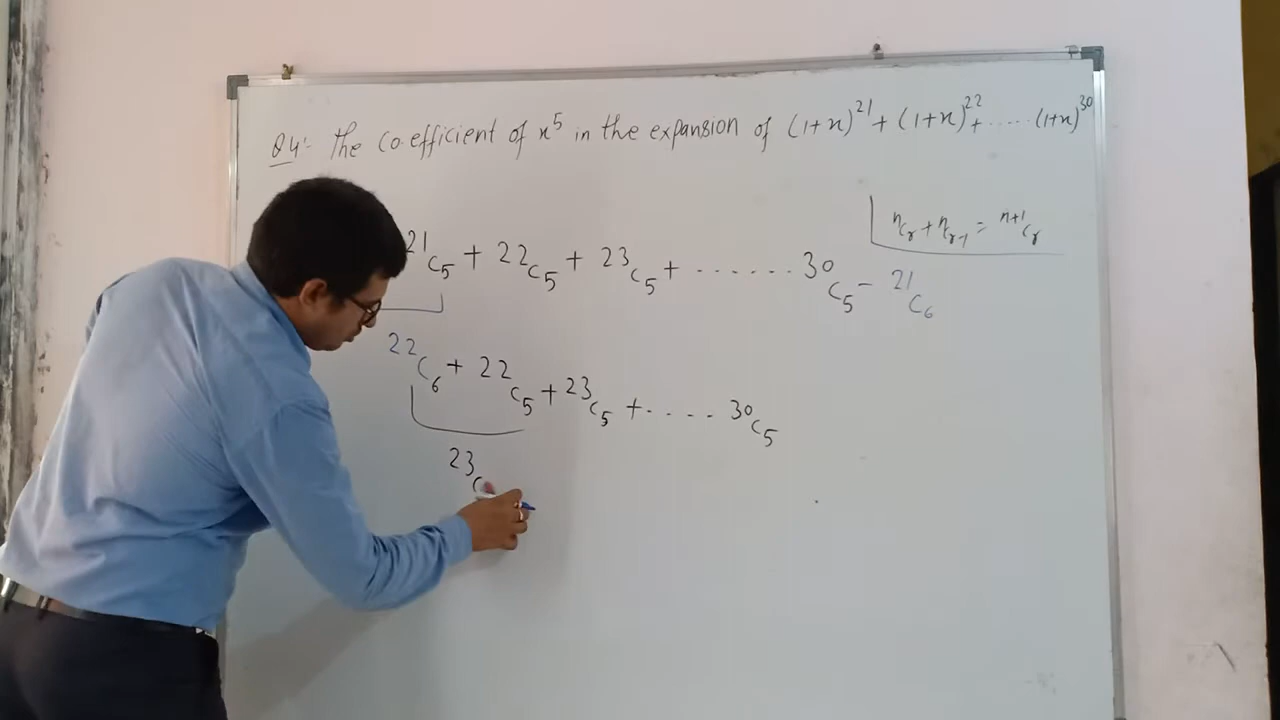 Q4:- The co-efficient of x⁵ in the expansion of (1+x)²¹ + (1+x)²² + ..... (1+x)³⁰
ⁿCᵣ + ⁿCᵣ₋₁ = ⁿ⁺¹Cᵣ
²¹C₅ + ²²C₅ + ²³C₅ + ...... ³⁰C₅ - ²¹C₆
²²C₆ + ²²C₅ + ²³C₅ + ..... ³⁰C₅
²³C